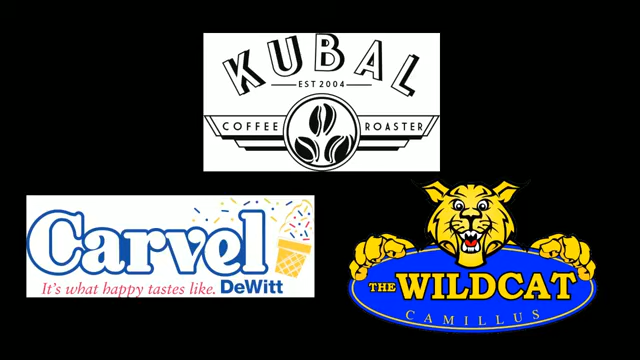 KUBAL
EST 2004
COFFEE ROASTER
Carvel
It's what happy tastes like. DeWitt
THE WILDCAT
CAMILLUS